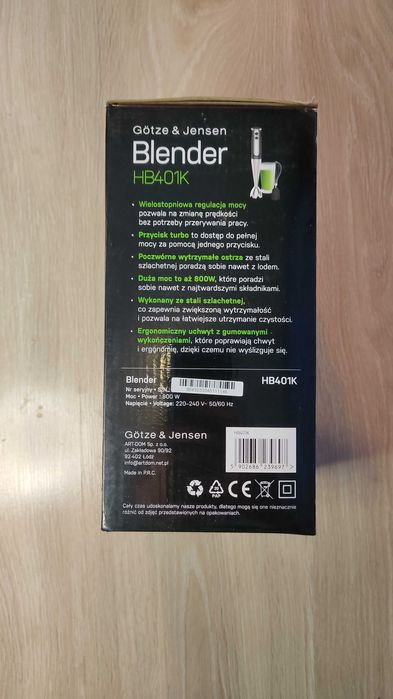 Götze & Jensen
Blender
HB401K
• Wielostopniowa regulacja mocy
pozwala na zmianę prędkości
bez potrzeby przerywania pracy.
• Przycisk turbo to dostęp do pełnej
mocy za pomocą jednego przycisku.
• Poczwórne wytrzymałe ostrza ze stali
szlachetnej poradzą sobie nawet z lodem.
• Duża moc to aż 800W, które poradzi
sobie nawet z najtwardszymi składnikami.
• Wykonany ze stali szlachetnej,
co zapewnia zwiększoną wytrzymałość
i pozwala na łatwiejsze utrzymanie czystości.
• Ergonomiczny uchwyt z gumowanymi
wykończeniami, które poprawiają chwyt
i ergonomię, dzięki czemu nie wyślizguje się.
Blender HB401K
Nr seryjny •
Moc • Power: 800 W
Napięcie • Voltage: 220-240 V~ 50/60 Hz
Götze & Jensen
ART-DOM Sp. z o.o.
ul. Zakładowa 90/92
92-402 Łódź
info@artdom.net.pl
Made in P.R.C.
HB401K
5 902686 239697 >
PAP
CE
Cały czas udoskonalamy nasze produkty, dlatego mogą się one nieznacznie
różnić od zdjęć przedstawionych na opakowaniach.